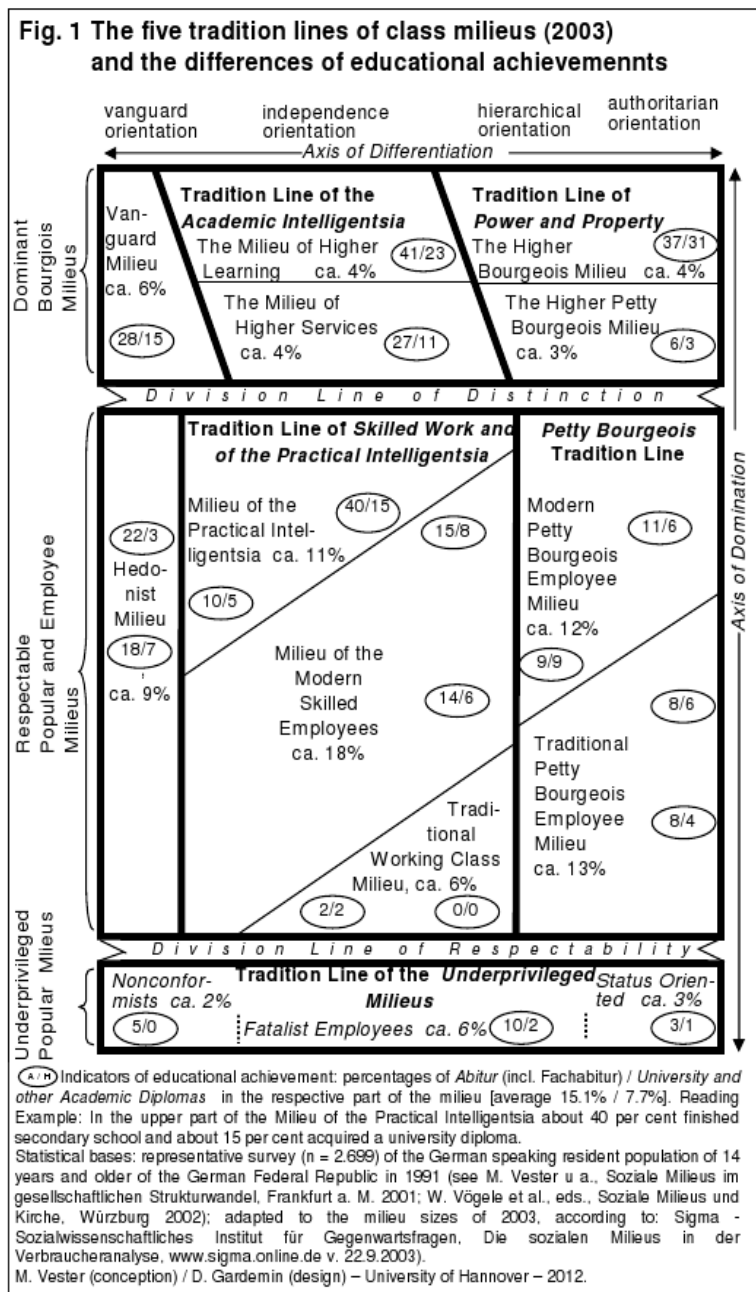 Fig. 1 The five tradition lines of class milieus (2003)
and the differences of educational achievemennts
vanguard
orientation
independence
orientation
hierarchical
orientation
authoritarian
orientation
Axis of Differentiation
Dominant
Bourgiois
Milieus
Van-
guard
Milieu
ca. 6%
28/15
Tradition Line of the
Academic Intelligentsia
The Milieu of Higher
Learning ca. 4%
41/23
The Milieu of
Higher Services
ca. 4%
27/11
Tradition Line of
Power and Property
The Higher
Bourgeois Milieu ca. 4%
37/31
The Higher Petty
Bourgeois Milieu
ca. 3%
6/3
Division Line of Distinction
Axis of Domination
Respectable
Popular and Employee
Milieus
22/3
Hedo-
nist
Milieu
18/7
ca. 9%
Tradition Line of Skilled Work and
of the Practical Intelligentsia
Milieu of the
Practical Intel-
ligentsia ca. 11%
40/15
15/8
10/5
Milieu of the
Modern
Skilled
Employees
ca. 18%
14/6
Tradi-
tional
Working Class
Milieu, ca. 6%
2/2
0/0
Petty Bourgeois
Tradition Line
Modern
Petty
Bourgeois
Employee
Milieu
ca. 12%
11/6
9/9
8/6
Traditional
Petty
Bourgeois
Employee
Milieu
ca. 13%
8/4
Division Line of Respectability
Underprivileged
Popular Milieus
Nonconfor-
mists ca. 2%
5/0
Tradition Line of the Underprivileged
Milieus
Fatalist Employees ca. 6%
10/2
Status Orien-
ted ca. 3%
3/1
A / H Indicators of educational achievement: percentages of Abitur (incl. Fachabitur) / University and
other Academic Diplomas in the respective part of the milieu [average 15.1% / 7.7%]. Reading
Example: In the upper part of the Milieu of the Practical Intelligentsia about 40 per cent finished
secondary school and about 15 per cent acquired a university diploma.
Statistical bases: representative survey (n = 2.699) of the German speaking resident population of 14
years and older of the German Federal Republic in 1991 (see M. Vester u a., Soziale Milieus im
gesellschaftlichen Strukturwandel, Frankfurt a. M. 2001; W. Vögele et al., eds., Soziale Milieus und
Kirche, Würzburg 2002); adapted to the milieu sizes of 2003, according to: Sigma -
Sozialwissenschaftliches Institut für Gegenwartsfragen, Die sozialen Milieus in der
Verbraucheranalyse, www.sigma.online.de v. 22.9.2003).
M. Vester (conception) / D. Gardemin (design) – University of Hannover – 2012.